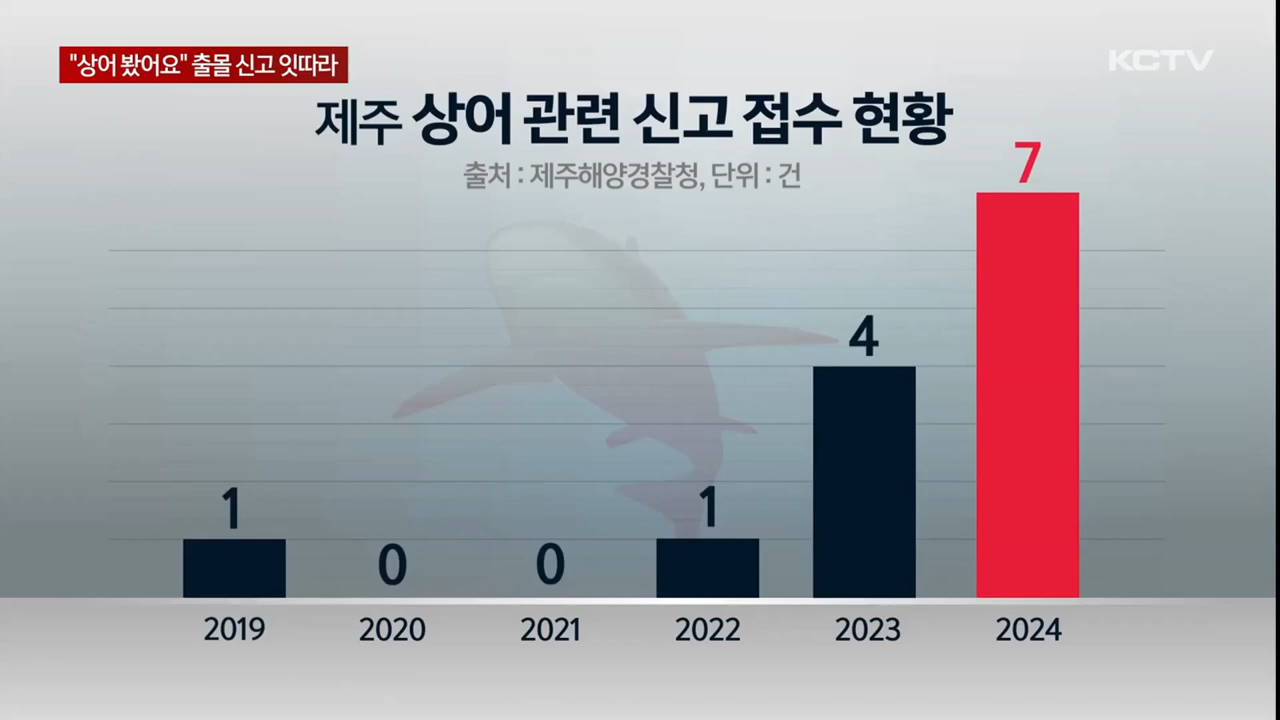 "상어 봤어요" 출몰 신고 잇따라
KCTV
제주 상어 관련 신고 접수 현황
출처 : 제주해양경찰청, 단위 : 건
7
4
1
0
0
1
2019 2020 2021 2022 2023 2024